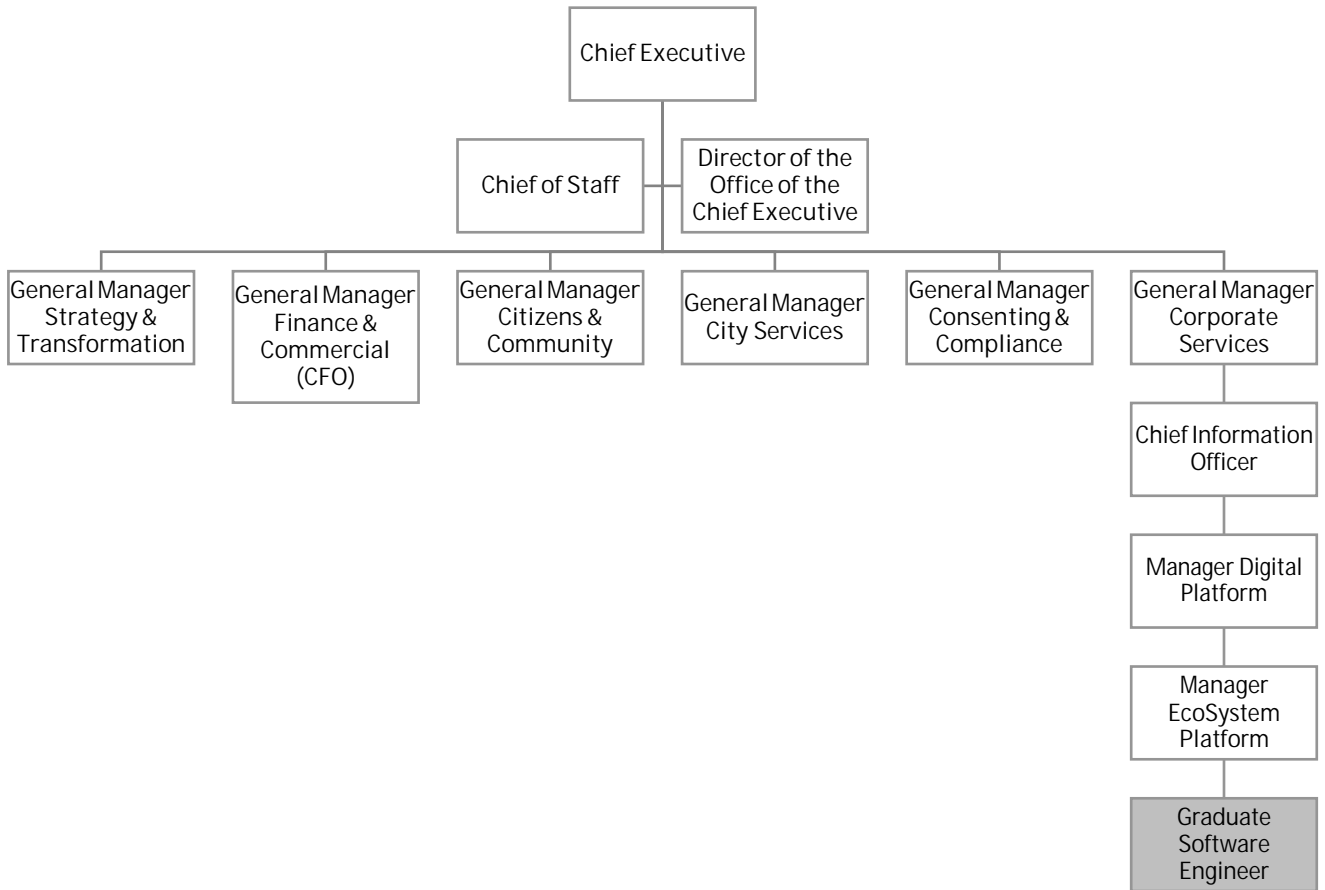 Chief Executive
Chief of Staff
Director of the
Office of the
Chief Executive
General Manager
Strategy &
Transformation
General Manager
Finance &
Commercial
(CFO)
General Manager
Citizens &
Community
General Manager
City Services
General Manager
Consenting &
Compliance
General Manager
Corporate
Services
Chief Information
Officer
Manager Digital
Platform
Manager
EcoSystem
Platform
Graduate
Software
Engineer